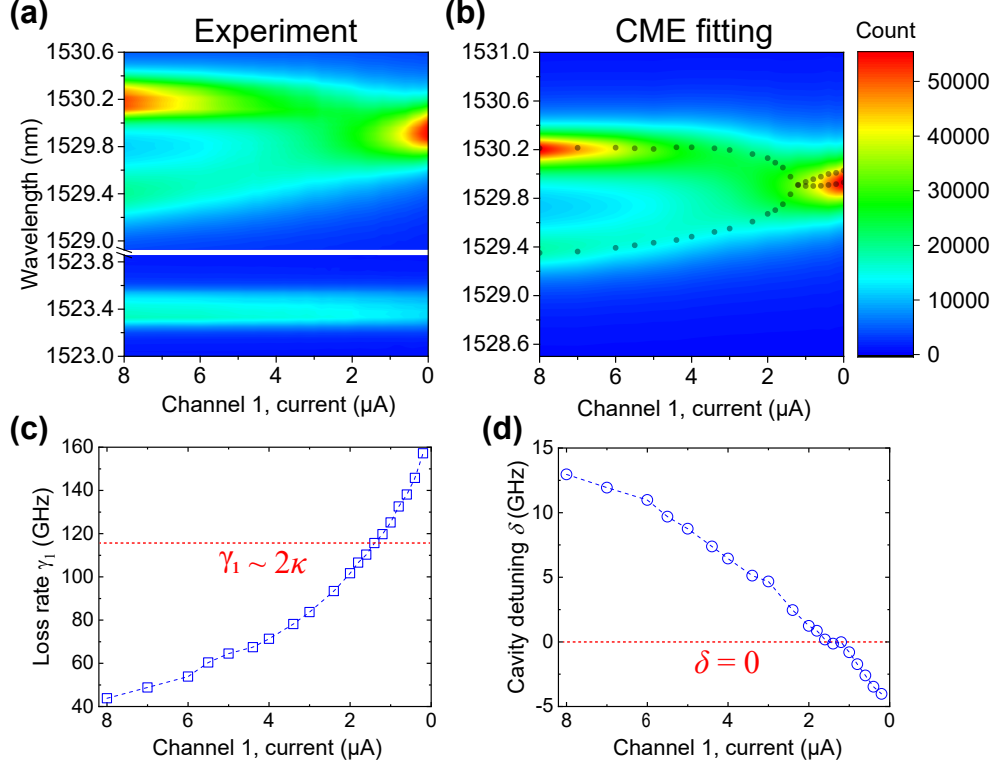 (a)
Experiment
Wavelength (nm)
1530.6
1530.2
1529.8
1529.4
1529.0
1523.8
1523.4
1523.0
8 6 4 2 0
Channel 1, current (µA)
(b)
CME fitting
1531.0
1530.6
1530.2
1529.8
1529.4
1529.0
1528.5
8 6 4 2 0
Channel 1, current (µA)
Count
50000
40000
30000
20000
10000
0
(c)
Loss rate γ₁ (GHz)
160
140
120
100
80
60
40
γ₁ ~ 2κ
8 6 4 2 0
Channel 1, current (µA)
(d)
Cavity detuning δ (GHz)
15
10
5
0
-5
δ = 0
8 6 4 2 0
Channel 1, current (µA)